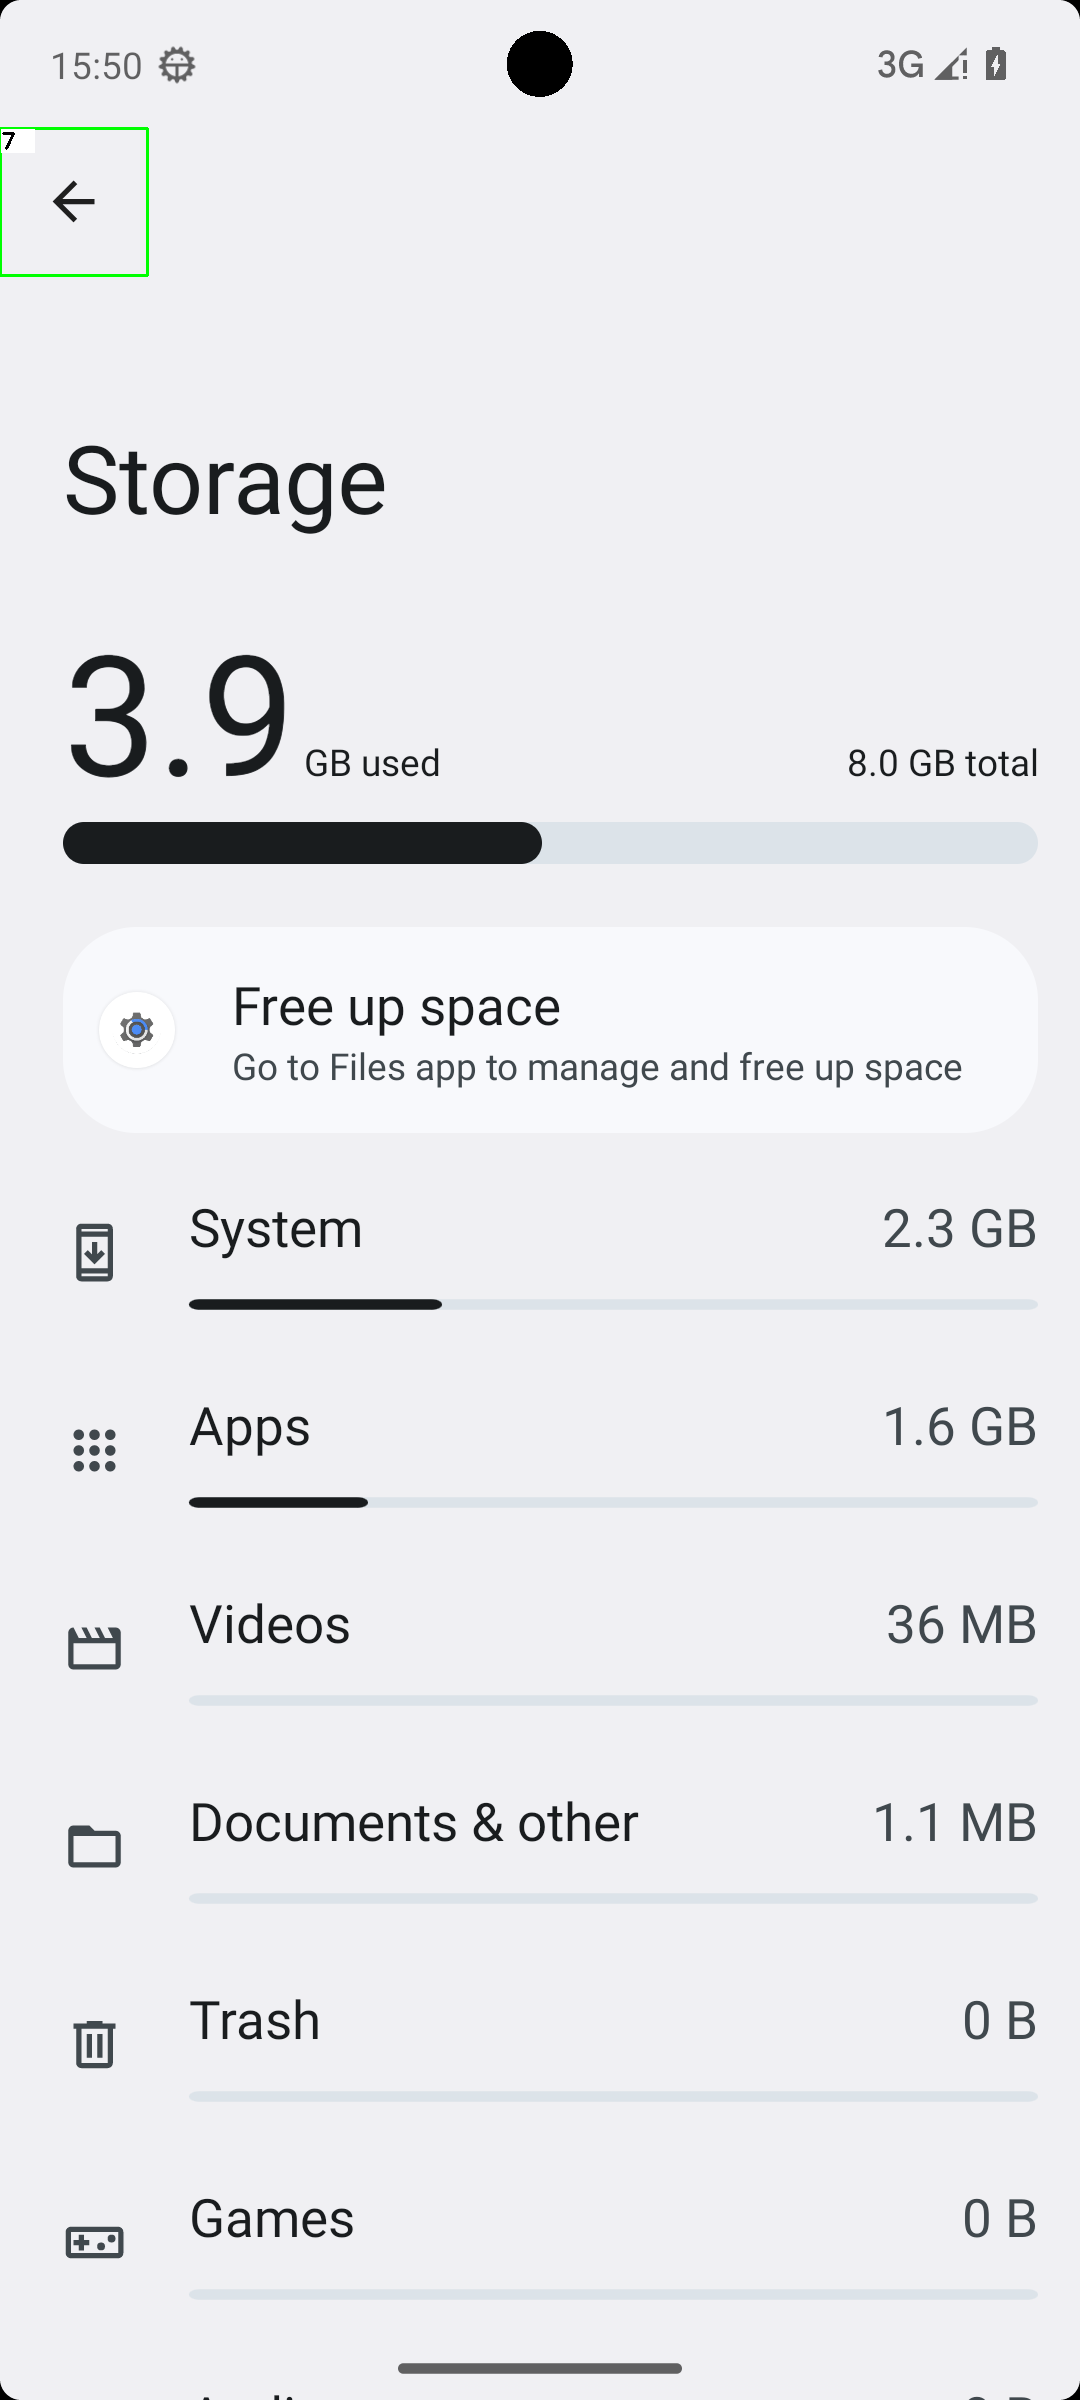 15:50
3G
7
Storage
3.9 GB used
8.0 GB total
Free up space
Go to Files app to manage and free up space
System 2.3 GB
Apps 1.6 GB
Videos 36 MB
Documents & other 1.1 MB
Trash 0 B
Games 0 B